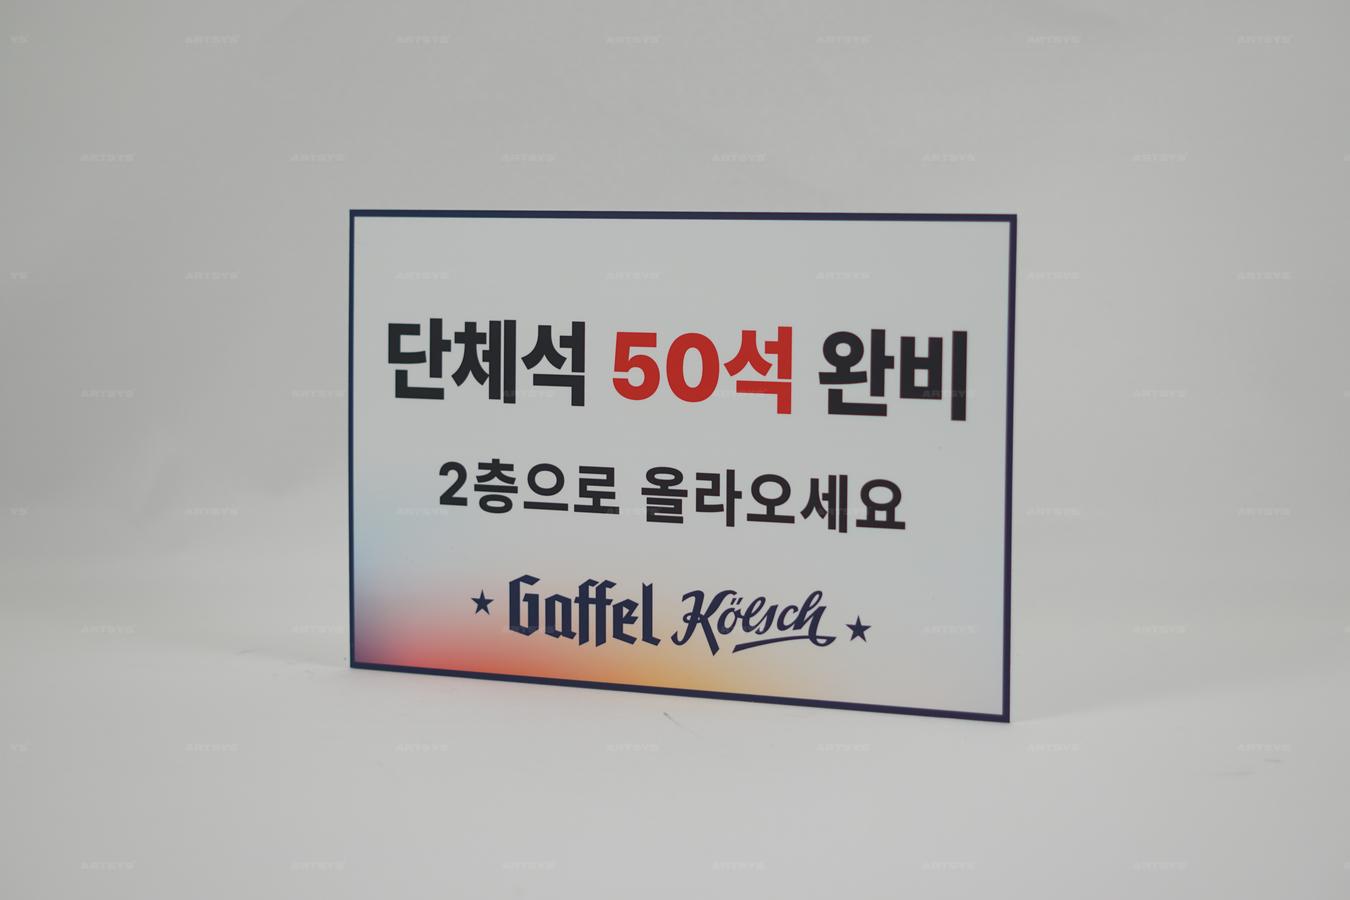 단체석 50석 완비
2층으로 올라오세요
★ Gaffel Kölsch ★
ARTSYS